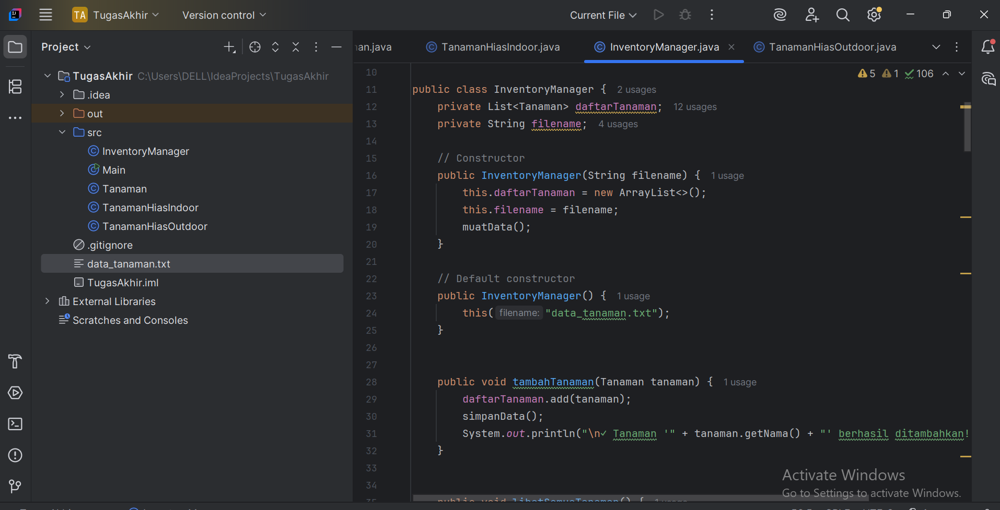 TA TugasAkhir Version control Current File
Project
TugasAkhir C:\Users\DELL\IdeaProjects\TugasAkhir
.idea
out
src
InventoryManager
Main
Tanaman
TanamanHiasIndoor
TanamanHiasOutdoor
.gitignore
data_tanaman.txt
TugasAkhir.iml
External Libraries
Scratches and Consoles
an.java TanamanHiasIndoor.java InventoryManager.java TanamanHiasOutdoor.java
5 1 106
10
11 public class InventoryManager { 2 usages
12 private List<Tanaman> daftarTanaman; 12 usages
13 private String filename; 4 usages
14
15 // Constructor
16 public InventoryManager(String filename) { 1 usage
17 this.daftarTanaman = new ArrayList<>();
18 this.filename = filename;
19 muatData();
20 }
21
22 // Default constructor
23 public InventoryManager() { 1 usage
24 this( filename: "data_tanaman.txt");
25 }
26
27
28 public void tambahTanaman(Tanaman tanaman) { 1 usage
29 daftarTanaman.add(tanaman);
30 simpanData();
31 System.out.println("\n✓ Tanaman '" + tanaman.getNama() + "' berhasil ditambahkan!
32 }
33
34
35 public void lihatSemuaTanaman() { 1 usage
Activate Windows
Go to Settings to activate Windows.